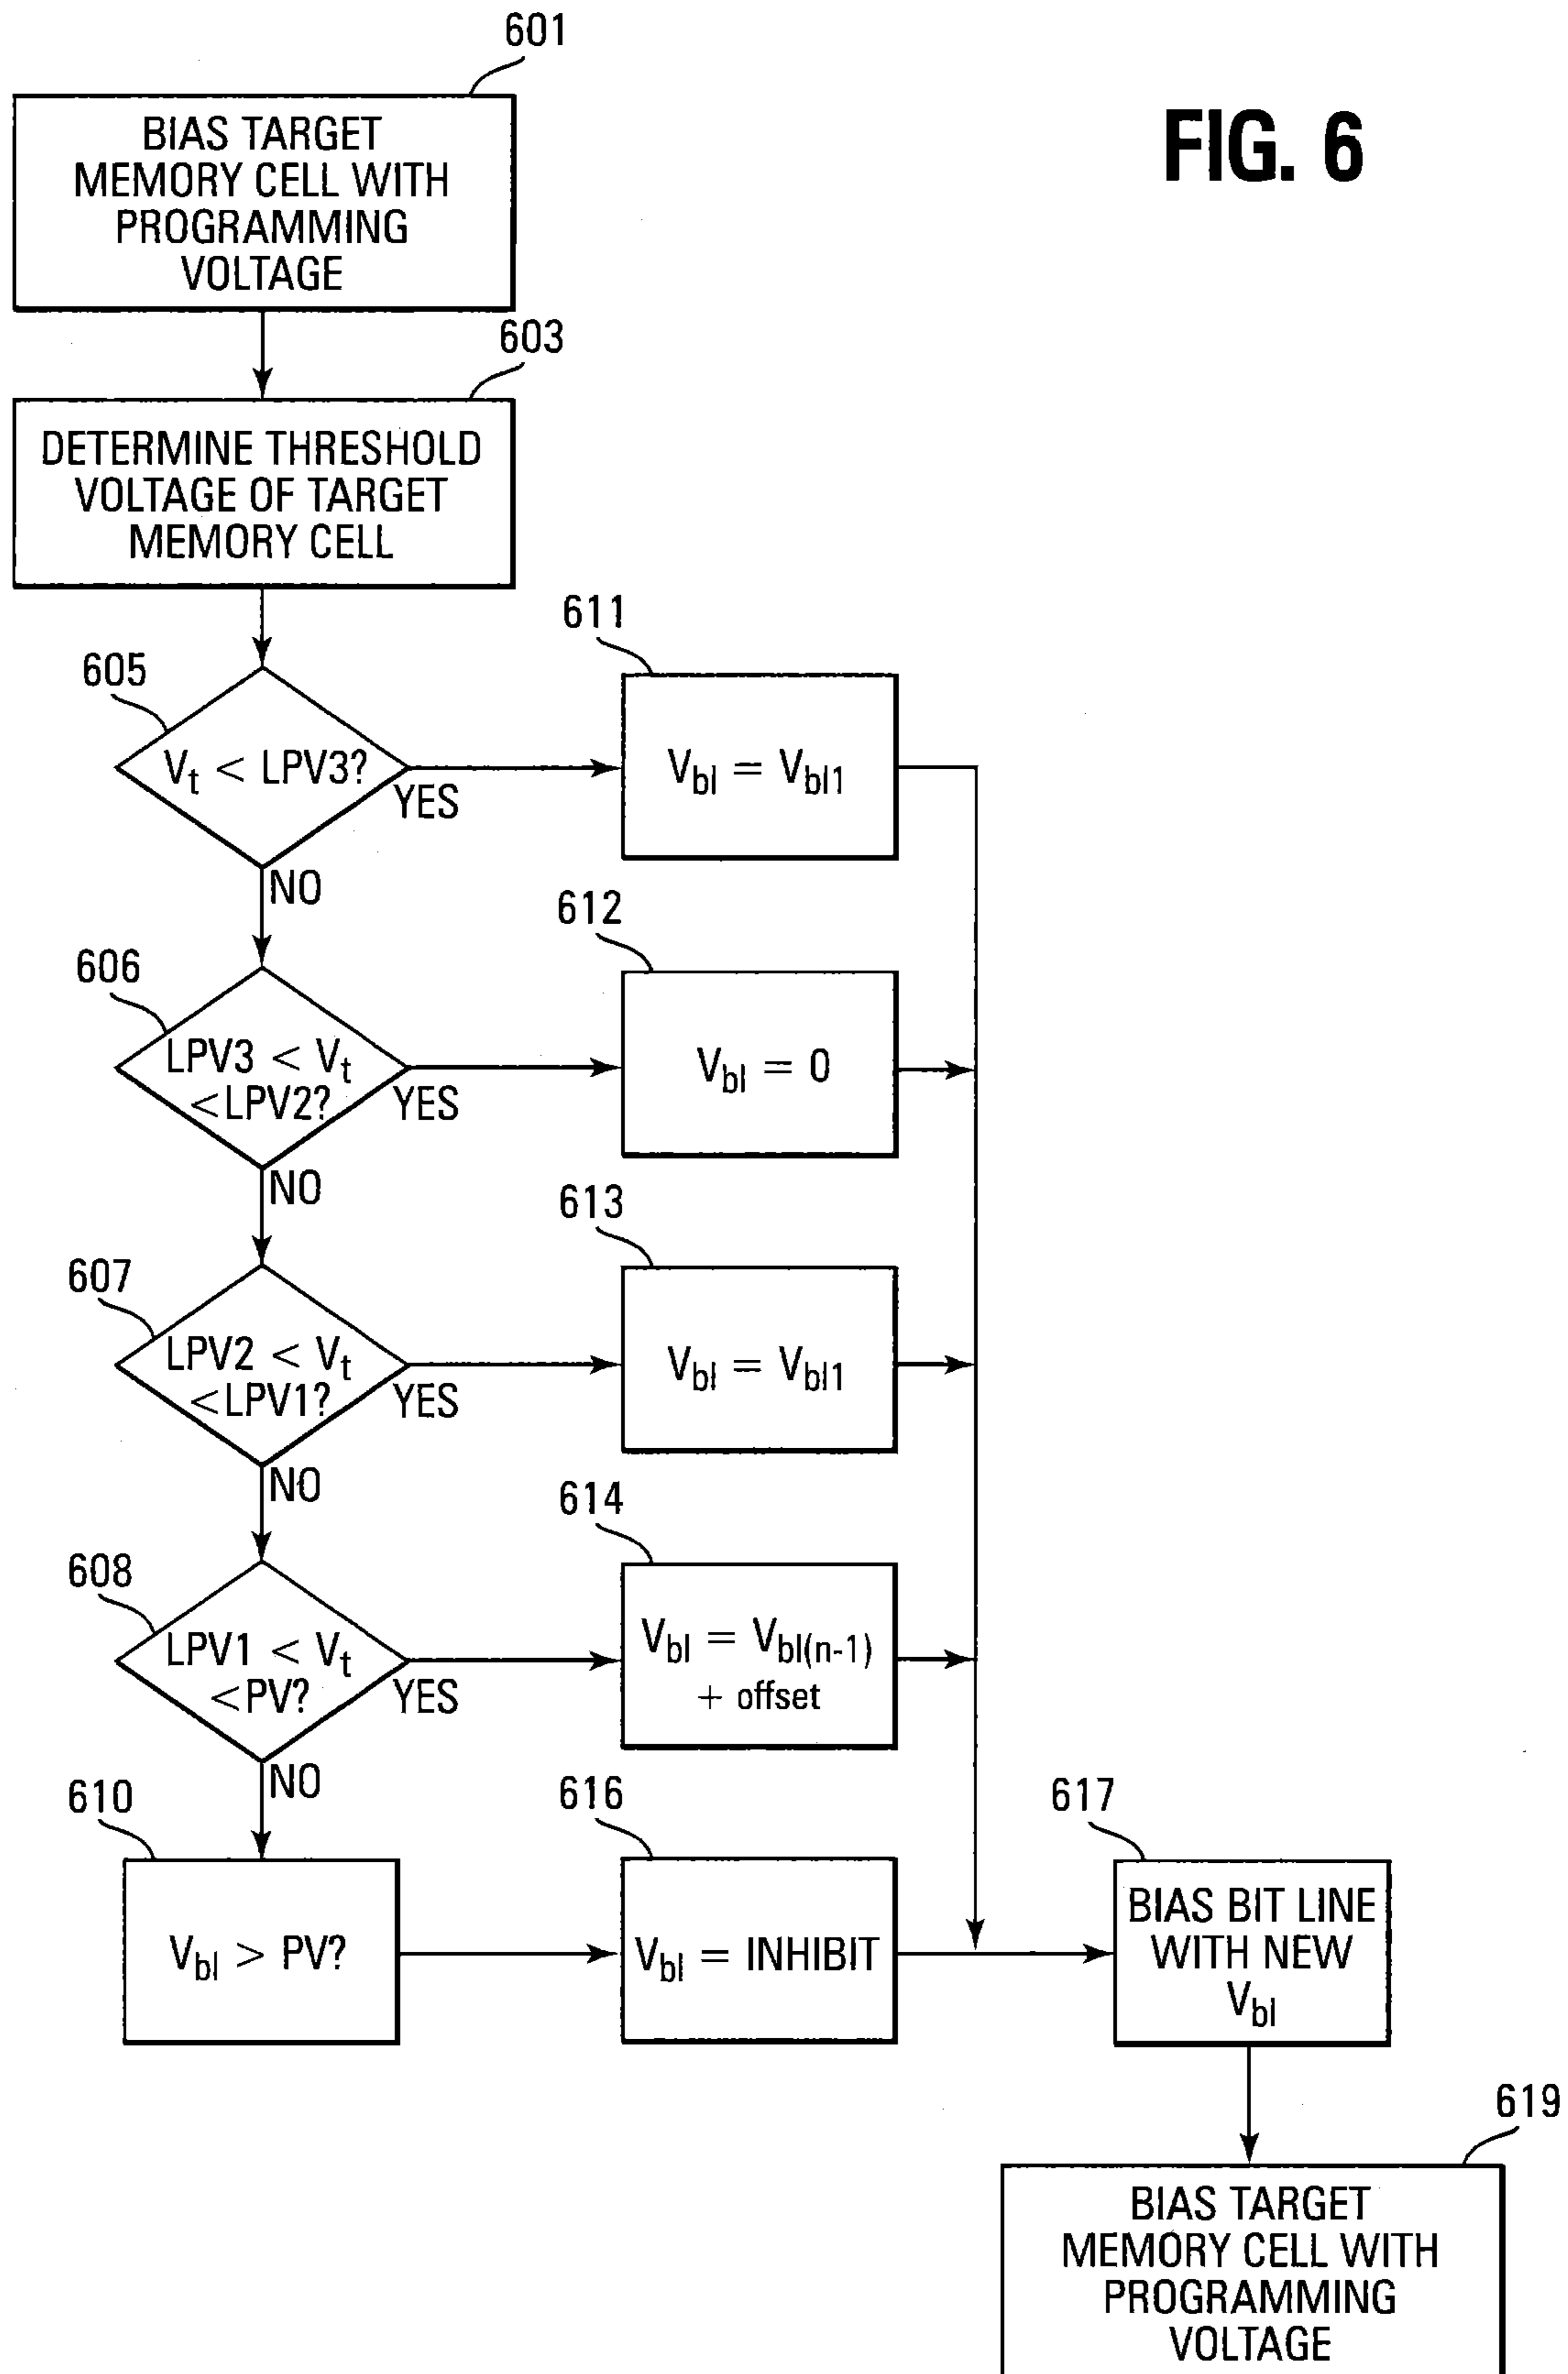 FIG. 6
601
BIAS TARGET
MEMORY CELL WITH
PROGRAMMING
VOLTAGE
603
DETERMINE THRESHOLD
VOLTAGE OF TARGET
MEMORY CELL
605
Vt < LPV3?
YES
NO
611
Vbl = Vbl1
606
LPV3 < Vt
<LPV2?
YES
NO
612
Vbl = 0
607
LPV2 < Vt
<LPV1?
YES
NO
613
Vbl = Vbl1
608
LPV1 < Vt
<PV?
YES
NO
614
Vbl = Vbl(n-1)
+ offset
610
Vbl > PV?
616
Vbl = INHIBIT
617
BIAS BIT LINE
WITH NEW
Vbl
619
BIAS TARGET
MEMORY CELL WITH
PROGRAMMING
VOLTAGE